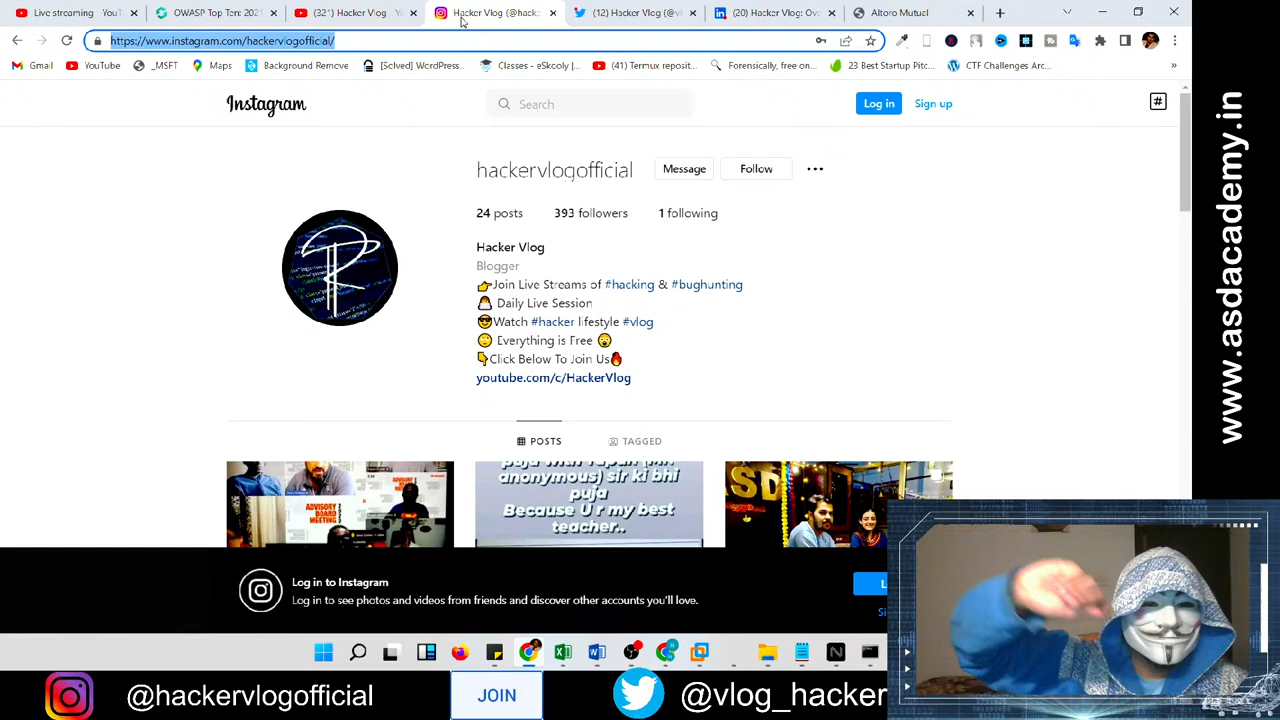 Live streaming YouT
OWASP Top Ten 2021
(321) Hacker Vlog
Hacker Vlog (@hack
(12) Hacker Vlog (@vl
(20) Hacker Vlog: Ov
Altoro Mutual
https://www.instagram.com/hackervlogofficial/
Gmail
YouTube
_MSFT
Maps
Background Remove
[Solved] WordPress...
Classes - eSkooly |...
(41) Termux reposit...
Forensically, free on...
23 Best Startup Pitc...
CTF Challenges Arc...
»
Instagram
Search
Log in
Sign up
#
hackervlogofficial
Message
Follow
24 posts
393 followers
1 following
Hacker Vlog
Blogger
👉Join Live Streams of #hacking & #bughunting
Daily Live Session
😎Watch #hacker lifestyle #vlog
Everything is Free
👇Click Below To Join Us🔥
youtube.com/c/HackerVlog
POSTS
TAGGED
ADVISORY
BOARD
MEETING
puja
Because U r my best
teacher..
anonymous) sir ki bhi
ASD
Log in to Instagram
Log in to see photos and videos from friends and discover other accounts you'll love.
@hackervlogofficial
JOIN
@vlog_hacker
www.asdacademy.in